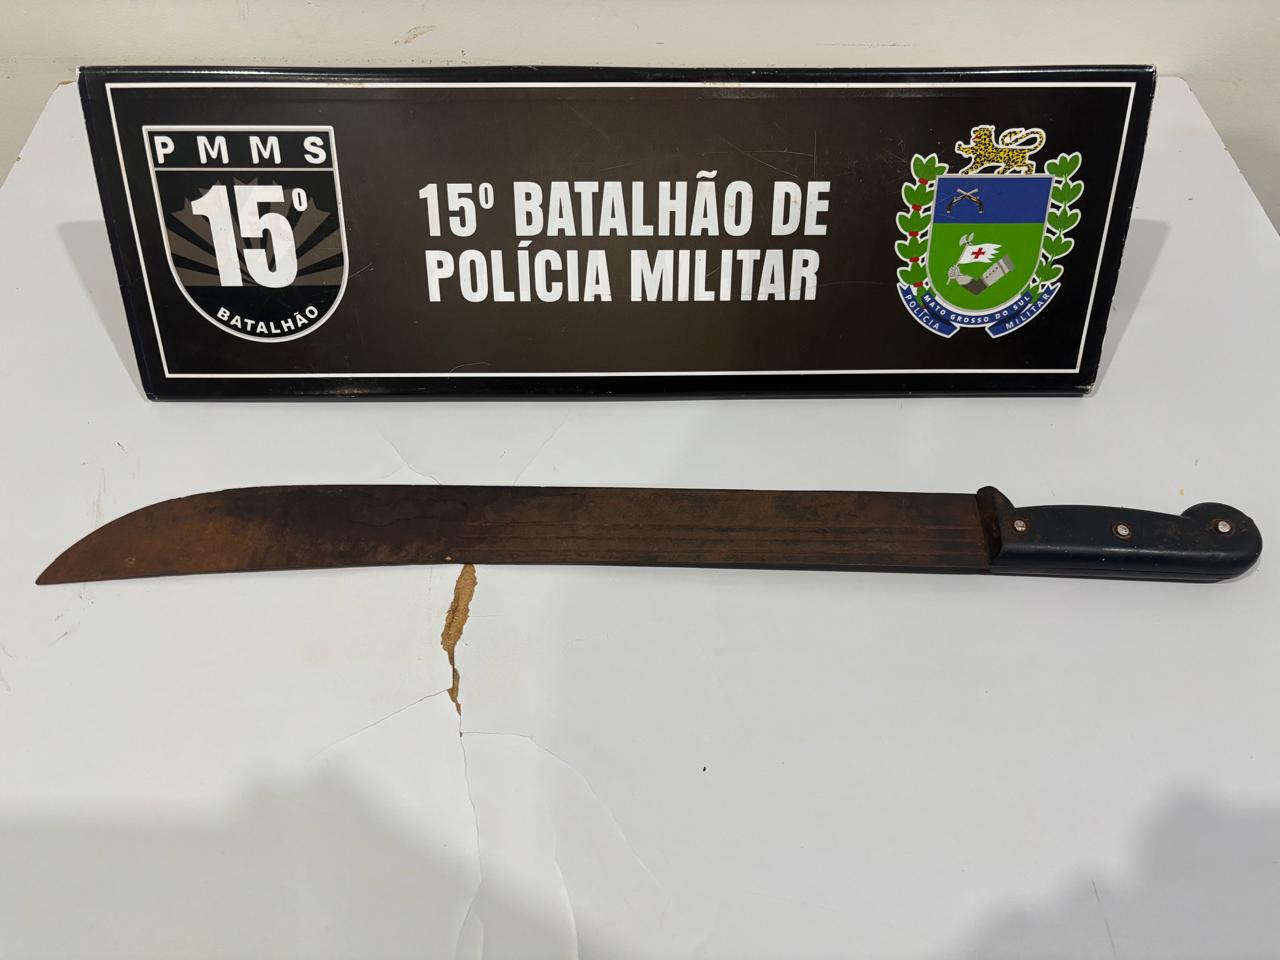 PMMS
15º
BATALHÃO
15º BATALHÃO DE
POLÍCIA MILITAR
MATO GROSSO DO SUL
POLÍCIA MILITAR